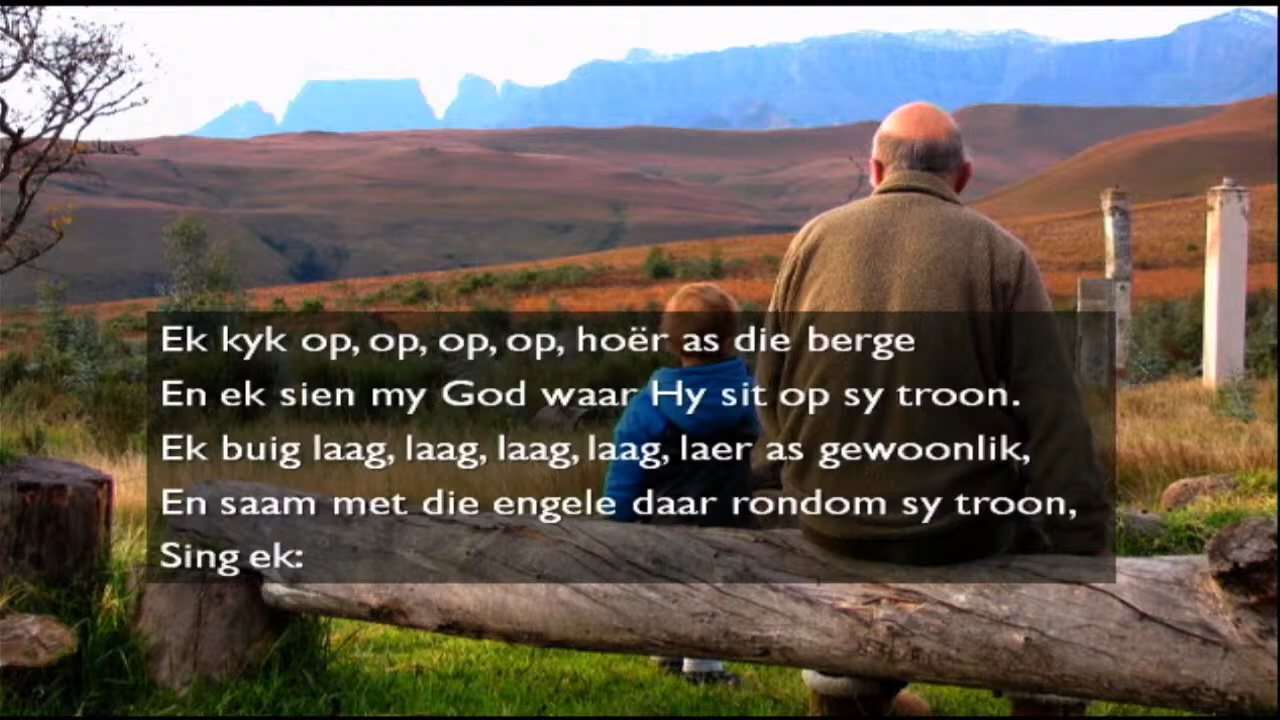 Ek kyk op, op, op, op, hoër as die berge
En ek sien my God waar Hy sit op sy troon.
Ek buig laag, laag, laag, laag, laer as gewoonlik,
En saam met die engele daar rondom sy troon,
Sing ek: